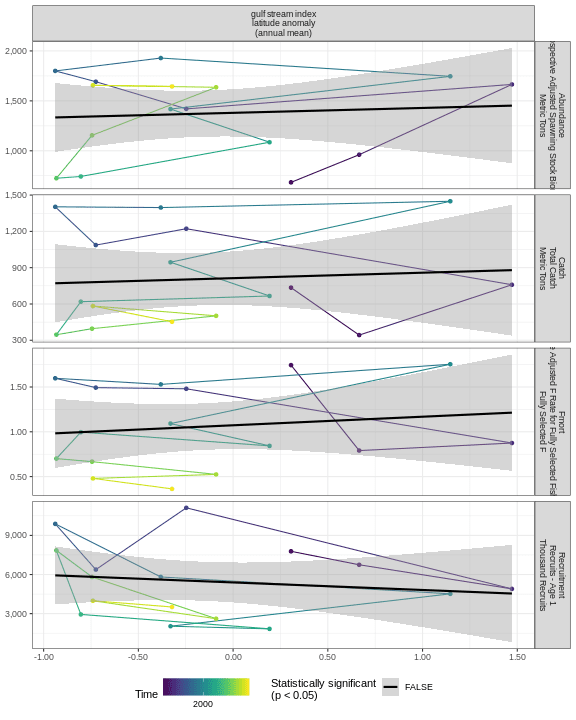 gulf stream index
latitude anomaly
(annual mean)
2,000
1,500
1,000
Abundance
Adjusted Spawning Stock
Metric Tons
1,500
1,200
900
600
300
Catch
Total Catch
Metric Tons
1.50
1.00
0.50
Fmort
Adjusted F Rate for Fully Selected
Fully Selected F
9,000
6,000
3,000
Recruitment
Recruits - Age 1
Thousand Recruits
-1.00
-0.50
0.00
0.50
1.00
1.50
Time
2000
Statistically significant
(p < 0.05)
FALSE